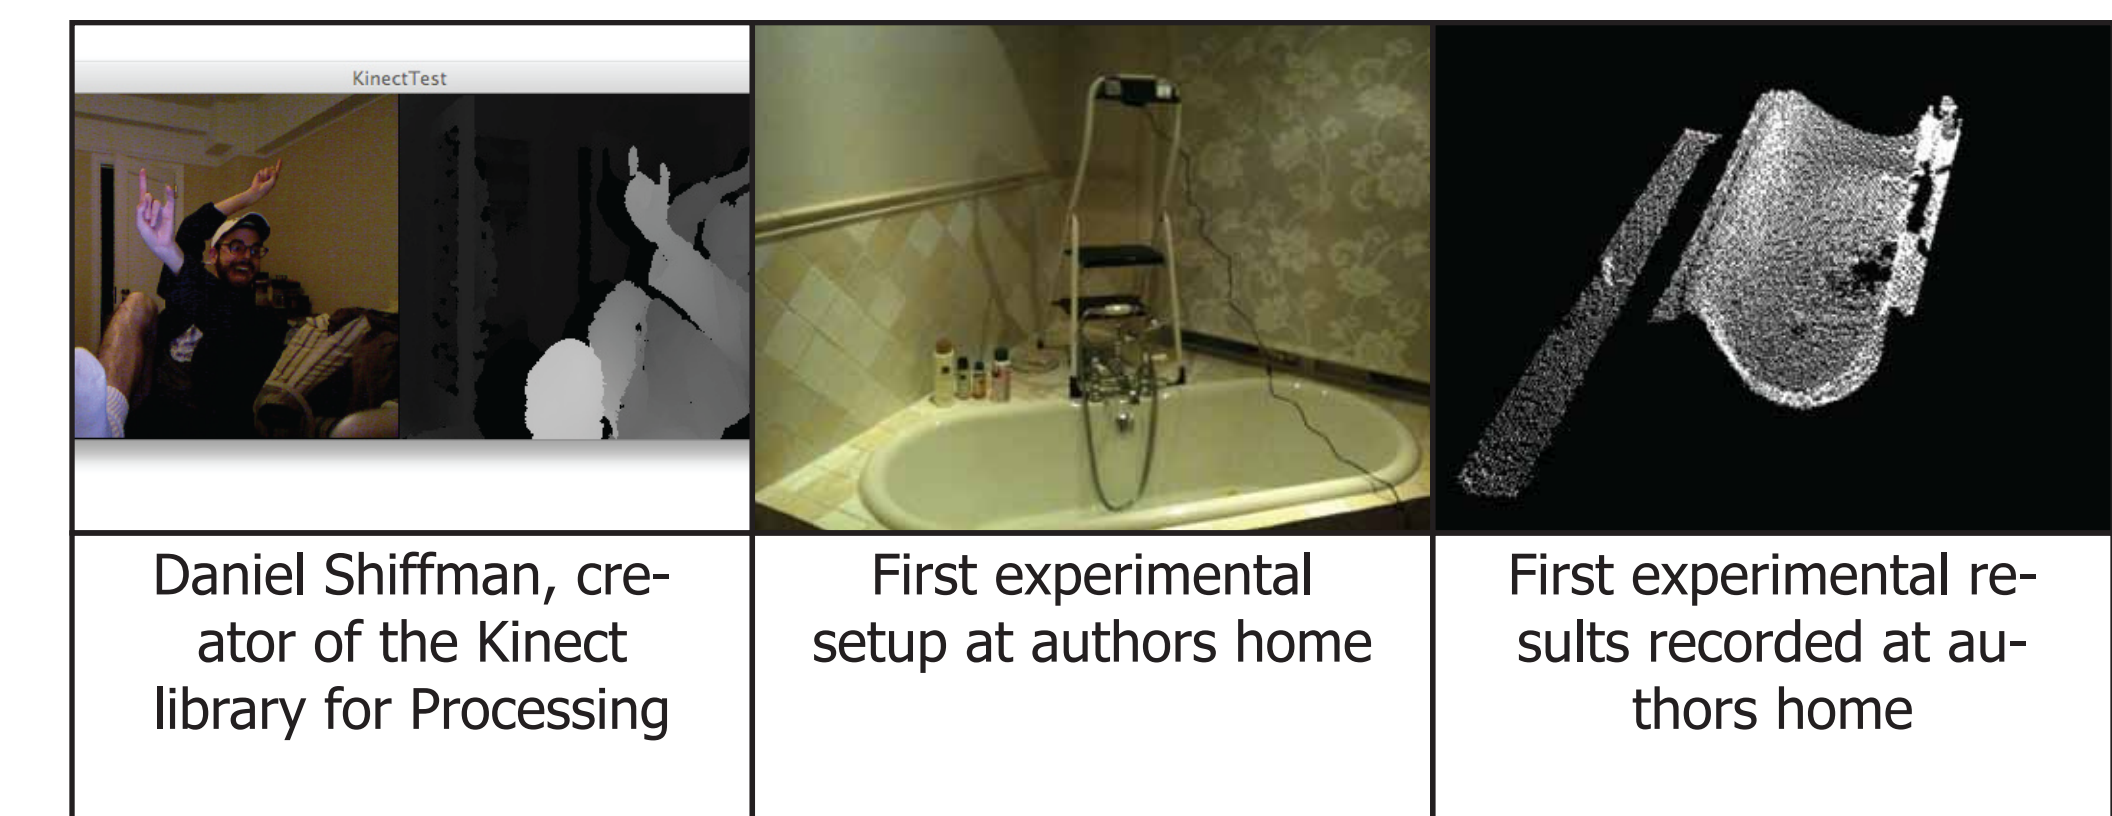 KinectTest
Daniel Shiffman, cre-
ator of the Kinect
library for Processing
First experimental
setup at authors home
First experimental re-
sults recorded at au-
thors home